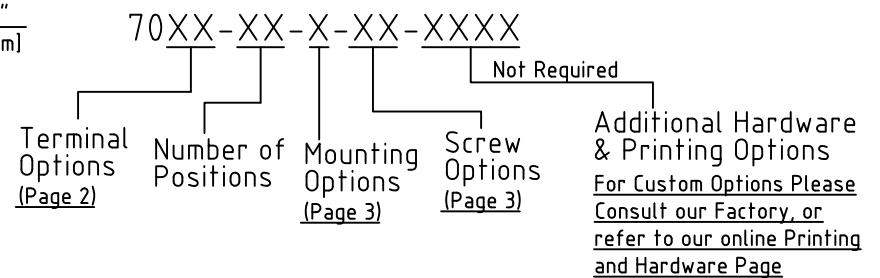 "
m]
70XX-XX-X-XX-XXXX
Not Required
Terminal
Options
(Page 2)
Number of
Positions
Mounting
Options
(Page 3)
Screw
Options
(Page 3)
Additional Hardware
& Printing Options
For Custom Options Please
Consult our Factory, or
refer to our online Printing
and Hardware Page